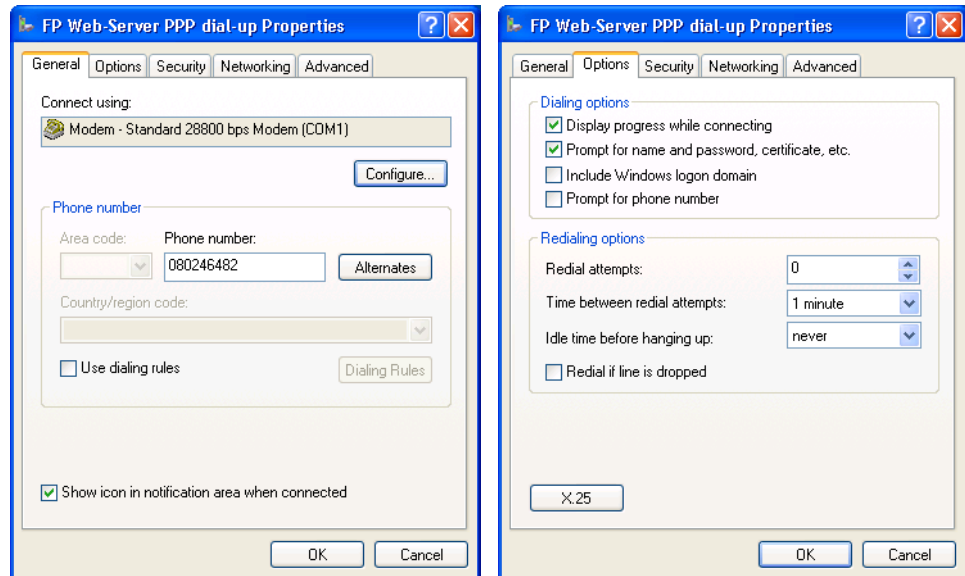 FP Web-Server PPP dial-up Properties
General Options Security Networking Advanced
Connect using:
Modem - Standard 28800 bps Modem (COM1)
Configure...
Phone number
Area code: Phone number:
080246482 Alternates
Country/region code:
Use dialing rules Dialing Rules
Show icon in notification area when connected
OK Cancel
FP Web-Server PPP dial-up Properties
General Options Security Networking Advanced
Dialing options
Display progress while connecting
Prompt for name and password, certificate, etc.
Include Windows logon domain
Prompt for phone number
Redialing options
Redial attempts: 0
Time between redial attempts: 1 minute
Idle time before hanging up: never
Redial if line is dropped
X.25
OK Cancel